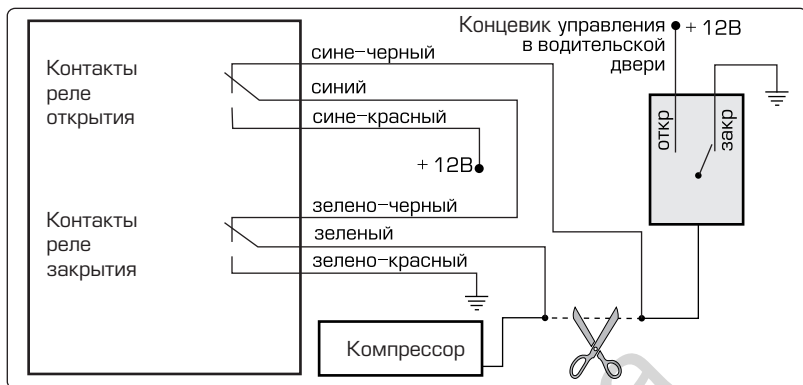 Контакты
реле
открытия
сине-черный
синий
сине-красный
+ 12В
Концевик управления
в водительской
двери
+ 12В
откр
закр
Контакты
реле
закрытия
зелено-черный
зеленый
зелено-красный
Компрессор